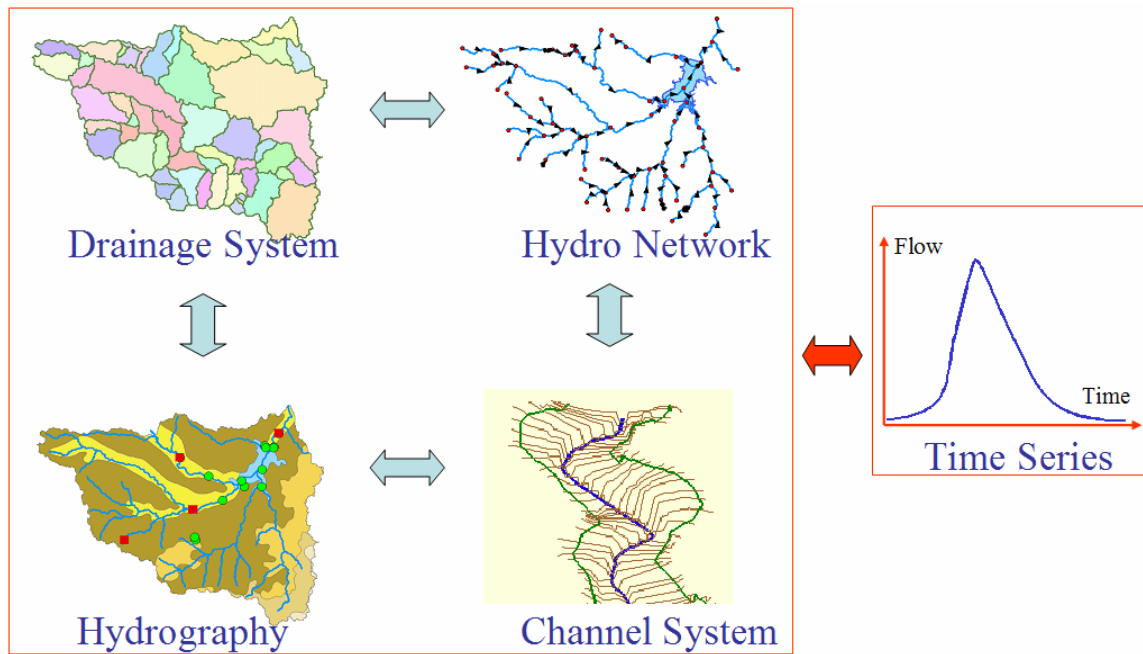 Drainage System
Hydro Network
Flow
Time
Time Series
Hydrography
Channel System